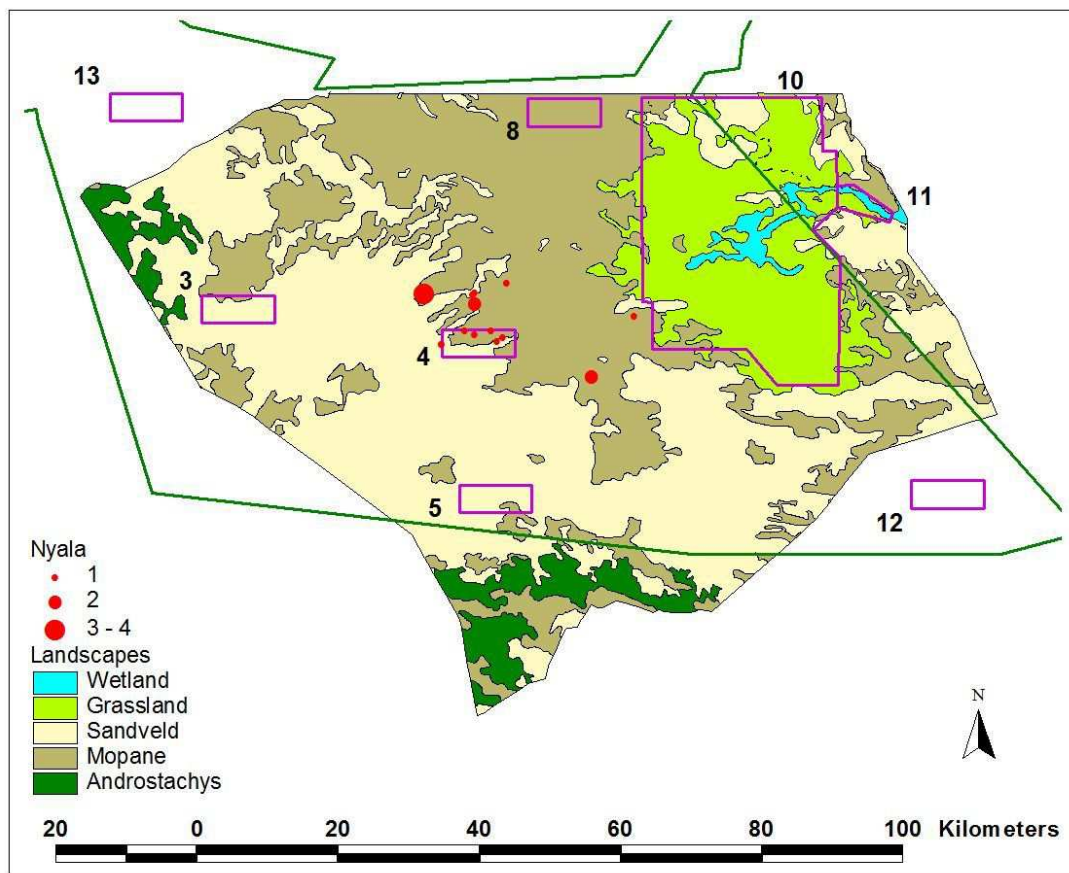 13
10
8
11
3
4
5
12
Nyala
1
2
3 - 4
Landscapes
Wetland
Grassland
Sandveld
Mopane
Androstachys
N
20 0 20 40 60 80 100 Kilometers